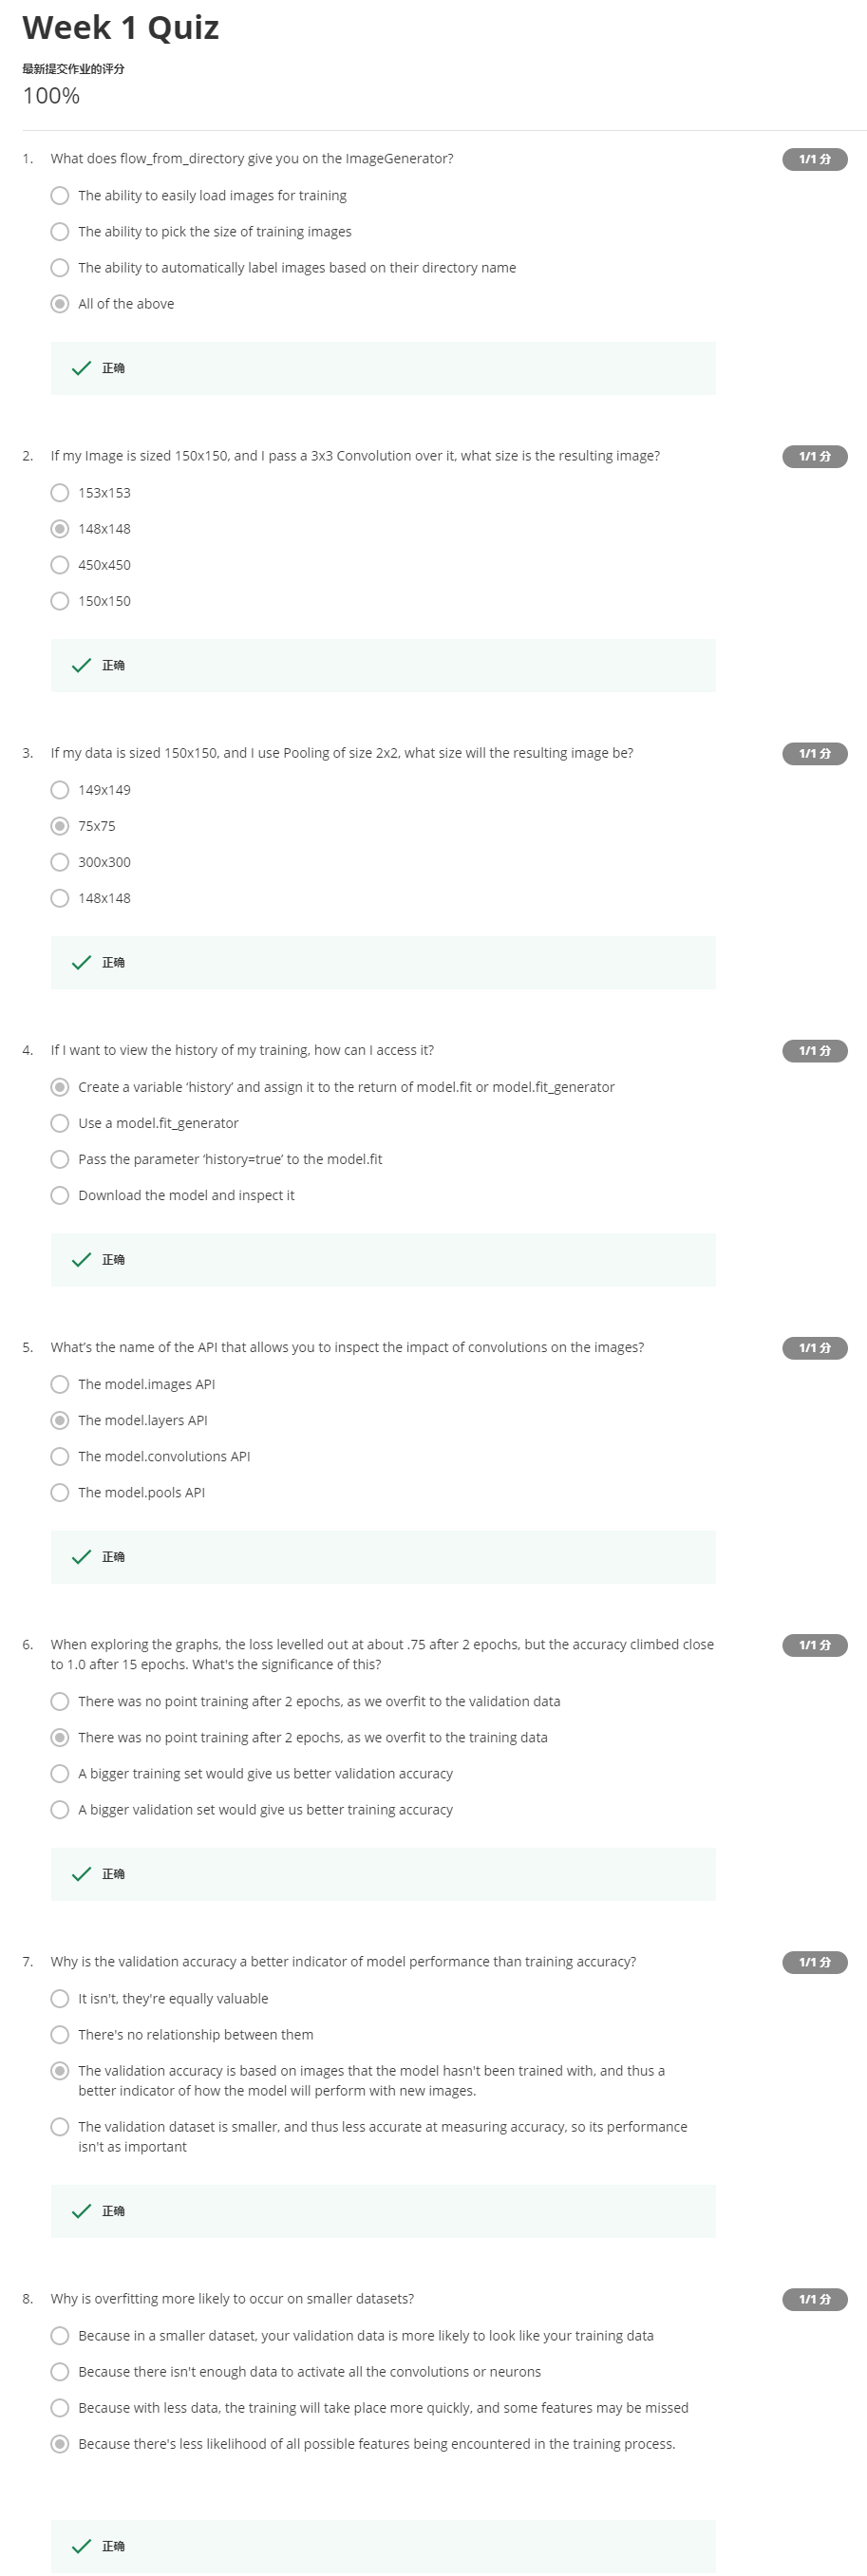 Week 1 Quiz
最新提交作业的评分
100%
1. What does flow_from_directory give you on the ImageGenerator?
1/1 分
The ability to easily load images for training
The ability to pick the size of training images
The ability to automatically label images based on their directory name
All of the above
正确
2. If my Image is sized 150x150, and I pass a 3x3 Convolution over it, what size is the resulting image?
1/1 分
153x153
148x148
450x450
150x150
正确
3. If my data is sized 150x150, and I use Pooling of size 2x2, what size will the resulting image be?
1/1 分
149x149
75x75
300x300
148x148
正确
4. If I want to view the history of my training, how can I access it?
1/1 分
Create a variable ‘history’ and assign it to the return of model.fit or model.fit_generator
Use a model.fit_generator
Pass the parameter ‘history=true’ to the model.fit
Download the model and inspect it
正确
5. What’s the name of the API that allows you to inspect the impact of convolutions on the images?
1/1 分
The model.images API
The model.layers API
The model.convolutions API
The model.pools API
正确
6. When exploring the graphs, the loss levelled out at about .75 after 2 epochs, but the accuracy climbed close
1/1 分
to 1.0 after 15 epochs. What's the significance of this?
There was no point training after 2 epochs, as we overfit to the validation data
There was no point training after 2 epochs, as we overfit to the training data
A bigger training set would give us better validation accuracy
A bigger validation set would give us better training accuracy
正确
7. Why is the validation accuracy a better indicator of model performance than training accuracy?
1/1 分
It isn't, they're equally valuable
There's no relationship between them
The validation accuracy is based on images that the model hasn't been trained with, and thus a
better indicator of how the model will perform with new images.
The validation dataset is smaller, and thus less accurate at measuring accuracy, so its performance
isn't as important
正确
8. Why is overfitting more likely to occur on smaller datasets?
1/1 分
Because in a smaller dataset, your validation data is more likely to look like your training data
Because there isn't enough data to activate all the convolutions or neurons
Because with less data, the training will take place more quickly, and some features may be missed
Because there's less likelihood of all possible features being encountered in the training process.
正确